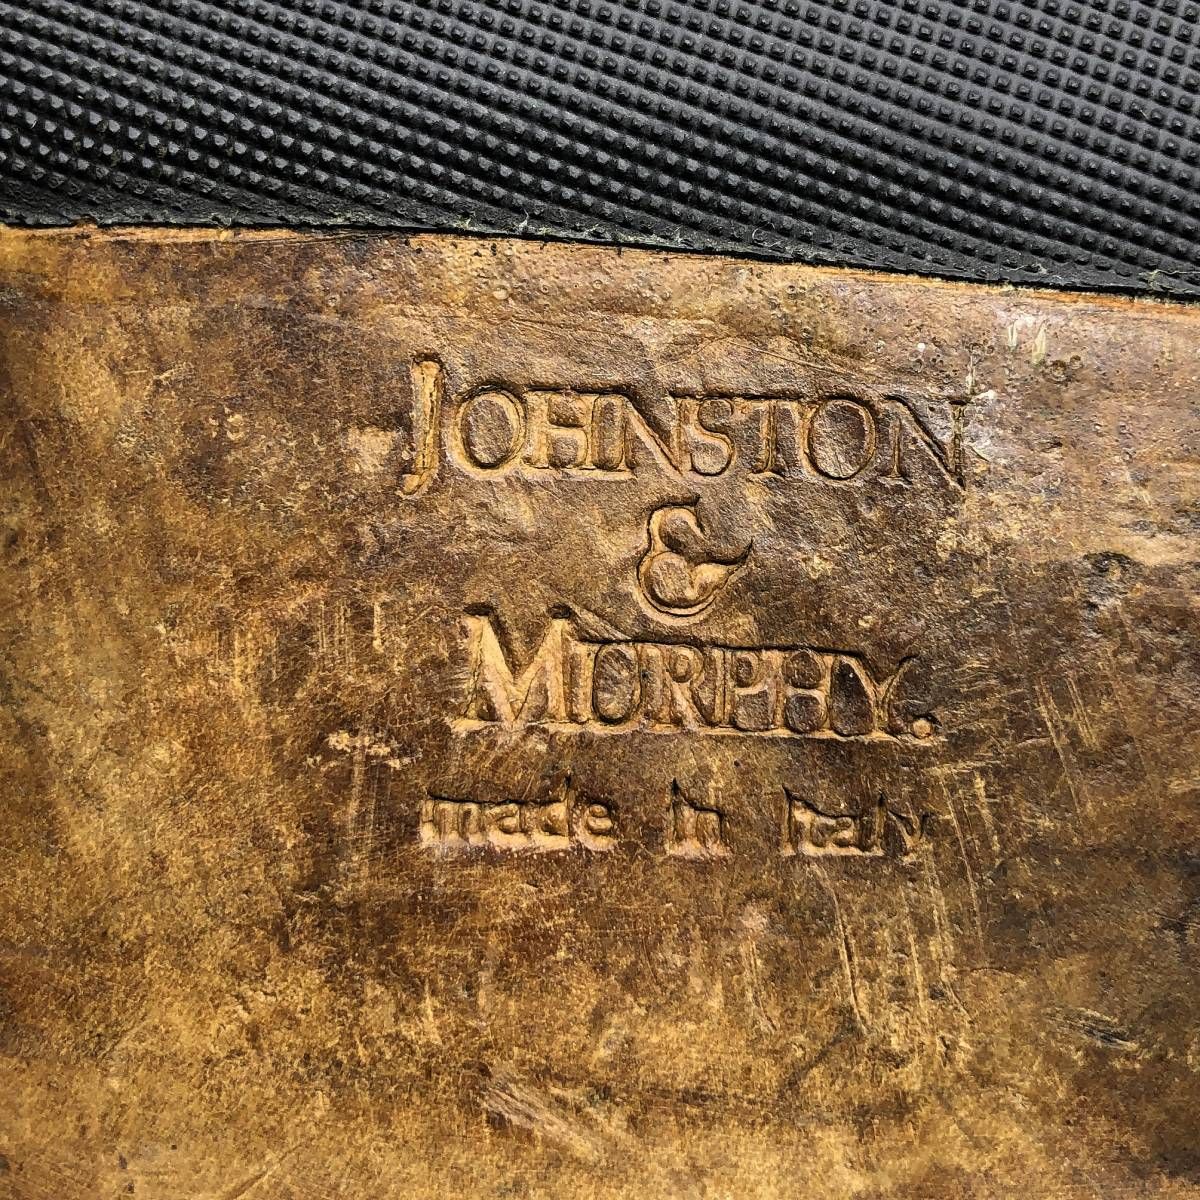 JOHNSTON
&
MURPHY.
made in Italy